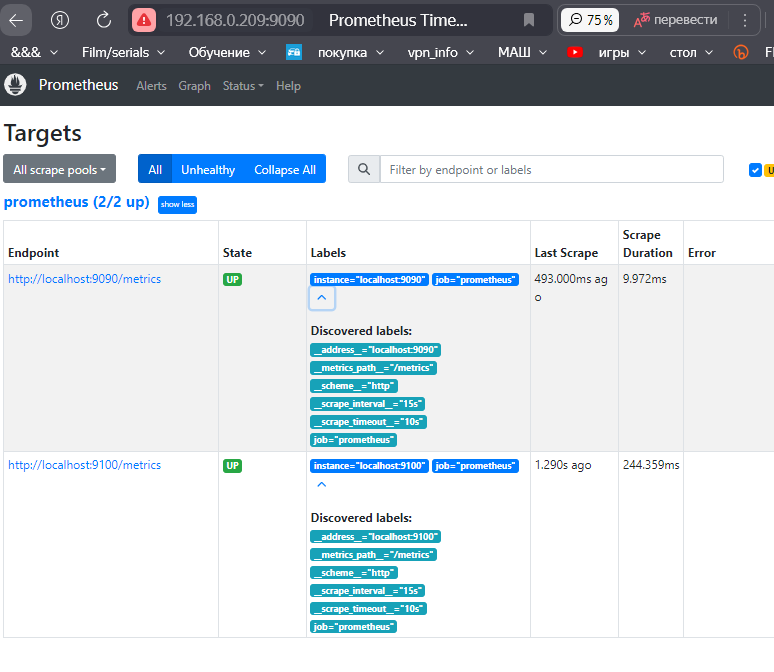 192.168.0.209:9090 Prometheus Time... 75 % перевести
&&& Film/serials Обучение покупка vpn_info МАШ игры стол
Prometheus Alerts Graph Status Help
Targets
All scrape pools All Unhealthy Collapse All Filter by endpoint or labels
prometheus (2/2 up) show less
Endpoint State Labels Last Scrape Scrape Duration Error
http://localhost:9090/metrics UP instance="localhost:9090" job="prometheus" 493.000ms ago 9.972ms
Discovered labels:
__address__="localhost:9090"
__metrics_path__="/metrics"
__scheme__="http"
__scrape_interval__="15s"
__scrape_timeout__="10s"
job="prometheus"
http://localhost:9100/metrics UP instance="localhost:9100" job="prometheus" 1.290s ago 244.359ms
Discovered labels:
__address__="localhost:9100"
__metrics_path__="/metrics"
__scheme__="http"
__scrape_interval__="15s"
__scrape_timeout__="10s"
job="prometheus"